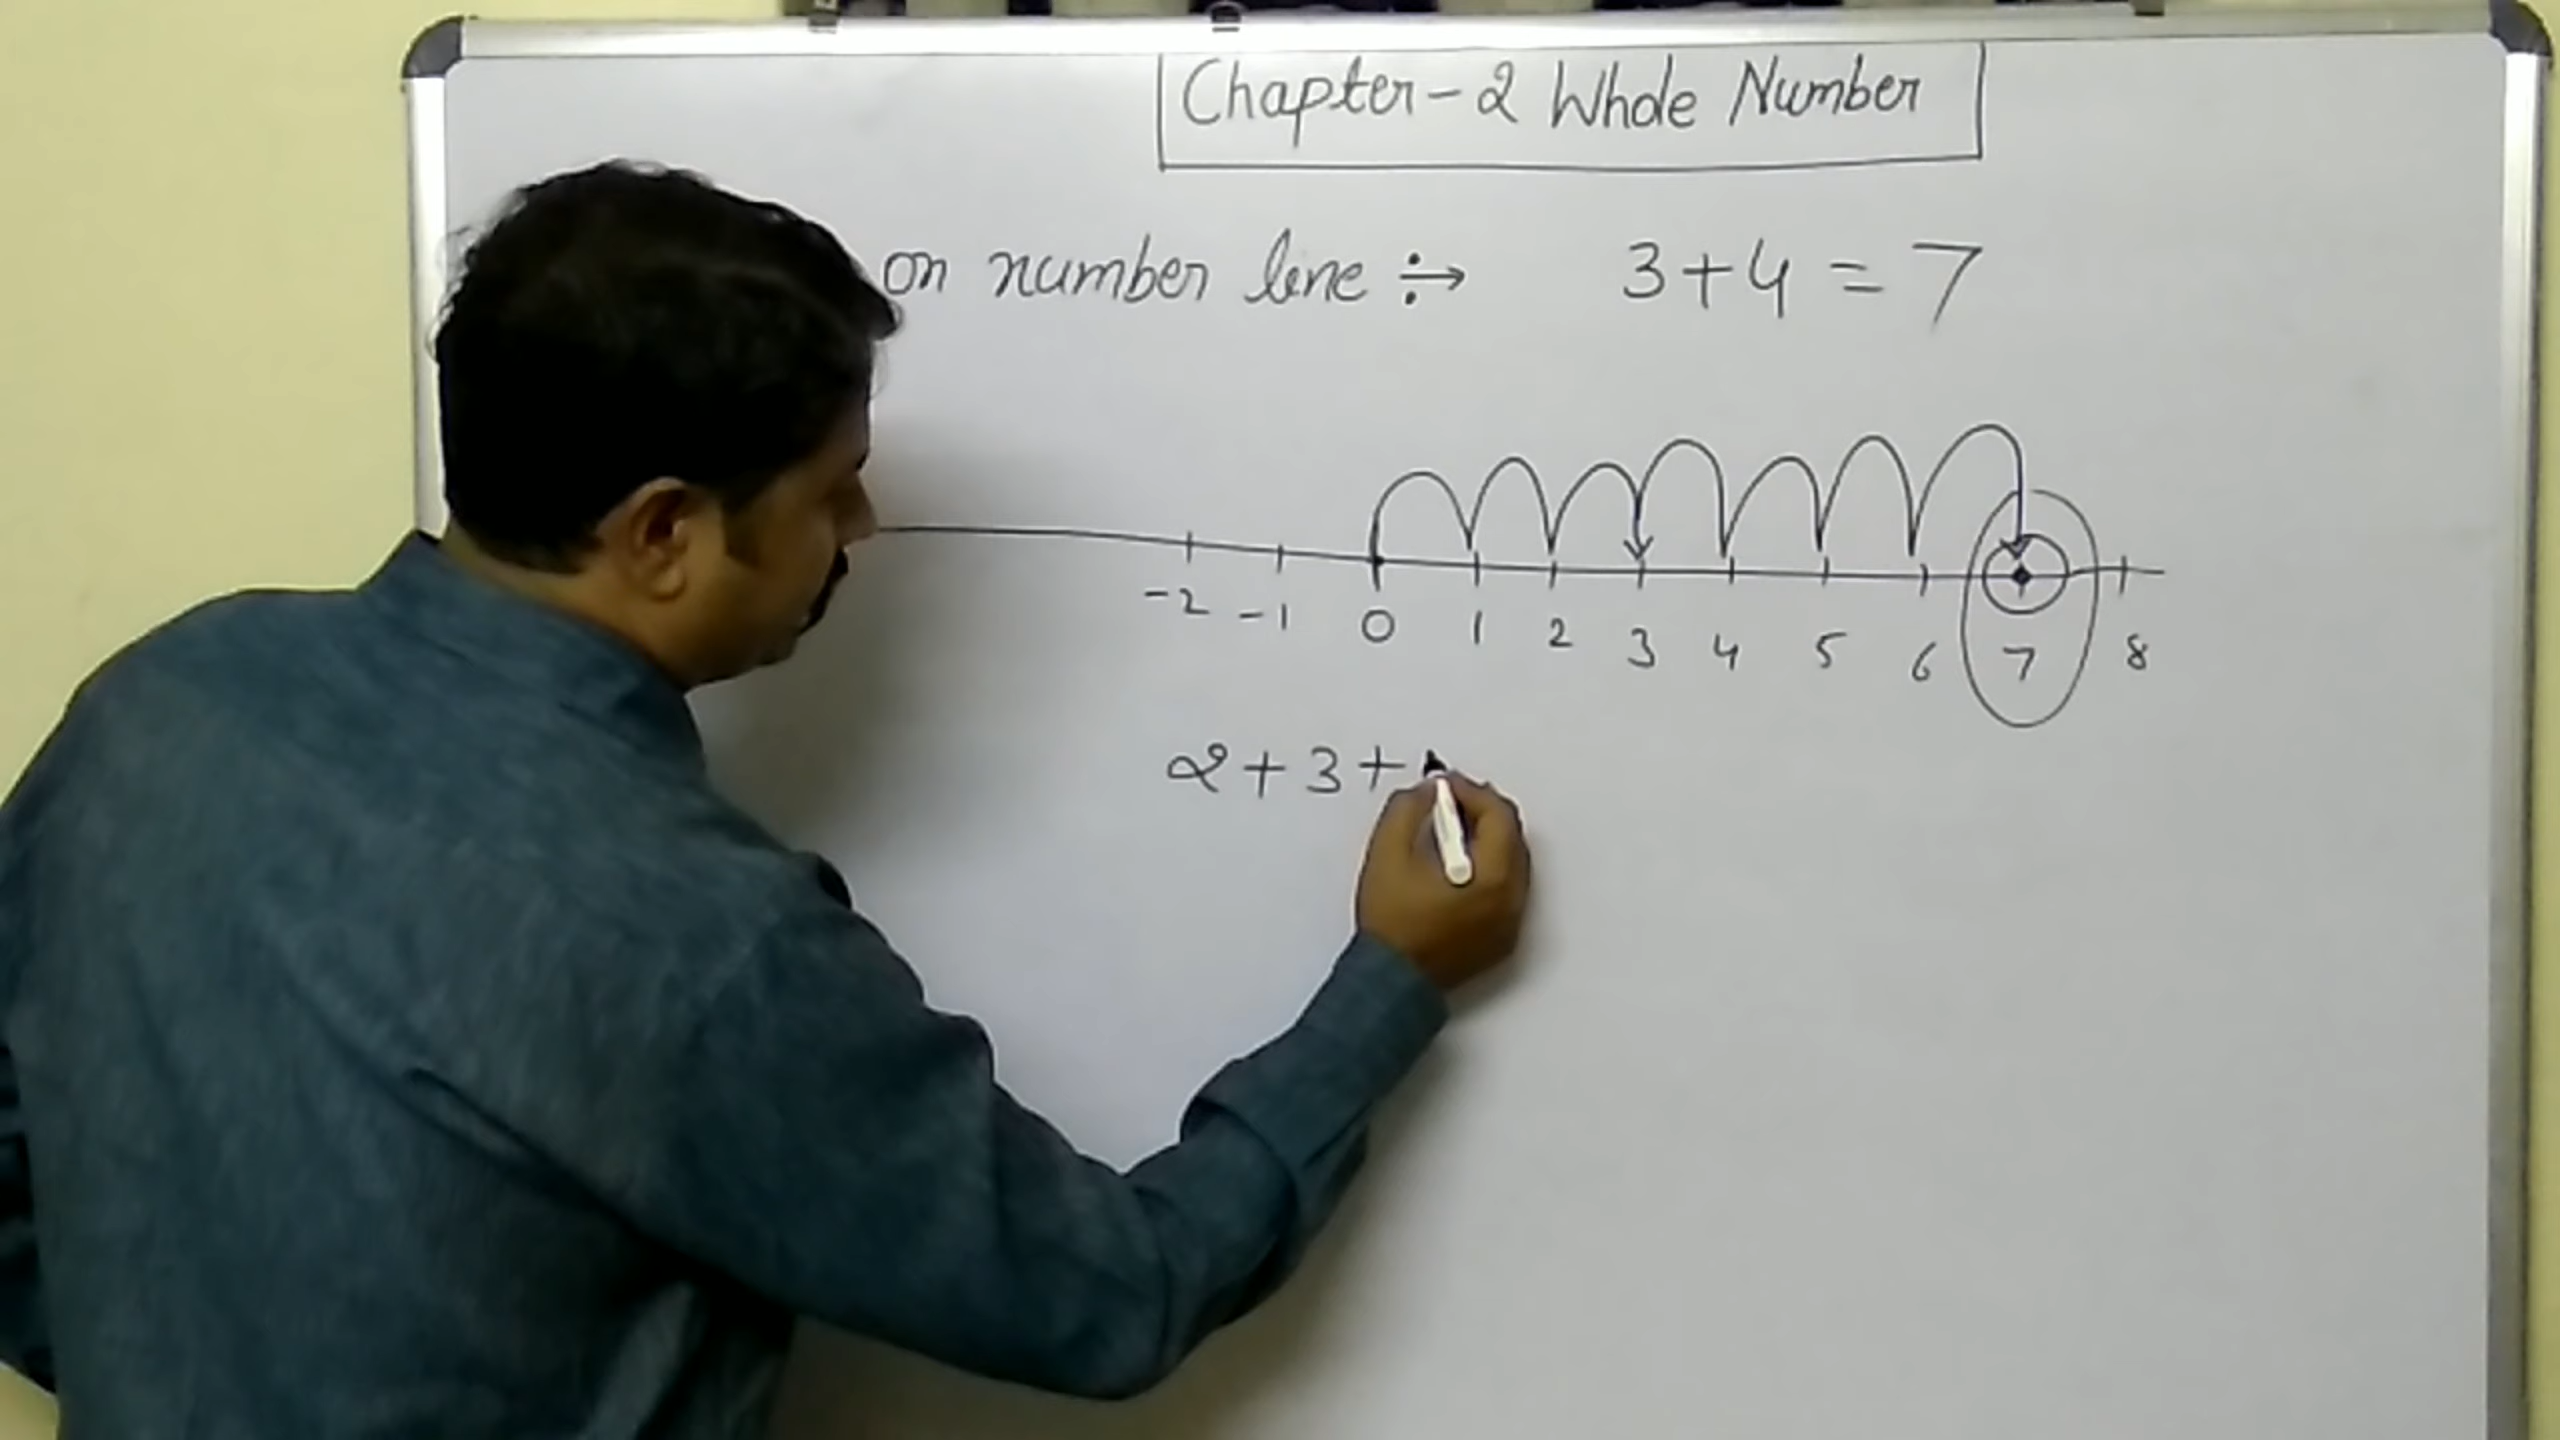 Chapter-2 Whole Number
on number line ÷→ 3+4 = 7
-2 -1 0 1 2 3 4 5 6 7 8
2+3+